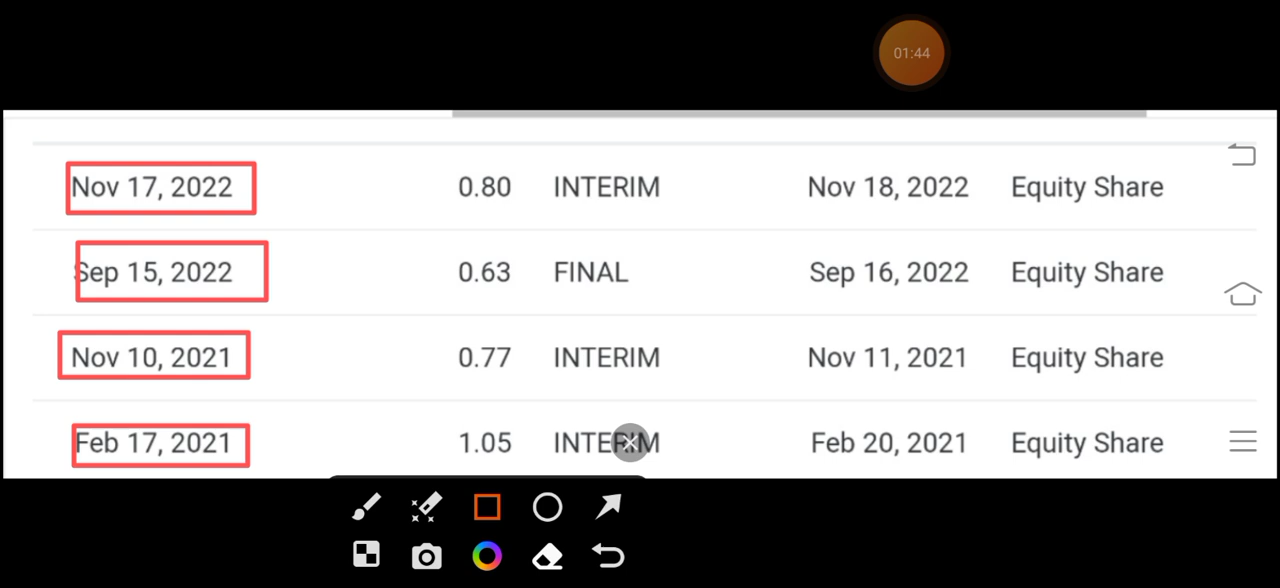 01:44
Nov 17, 2022 0.80 INTERIM Nov 18, 2022 Equity Share
Sep 15, 2022 0.63 FINAL Sep 16, 2022 Equity Share
Nov 10, 2021 0.77 INTERIM Nov 11, 2021 Equity Share
Feb 17, 2021 1.05 INTERIM Feb 20, 2021 Equity Share